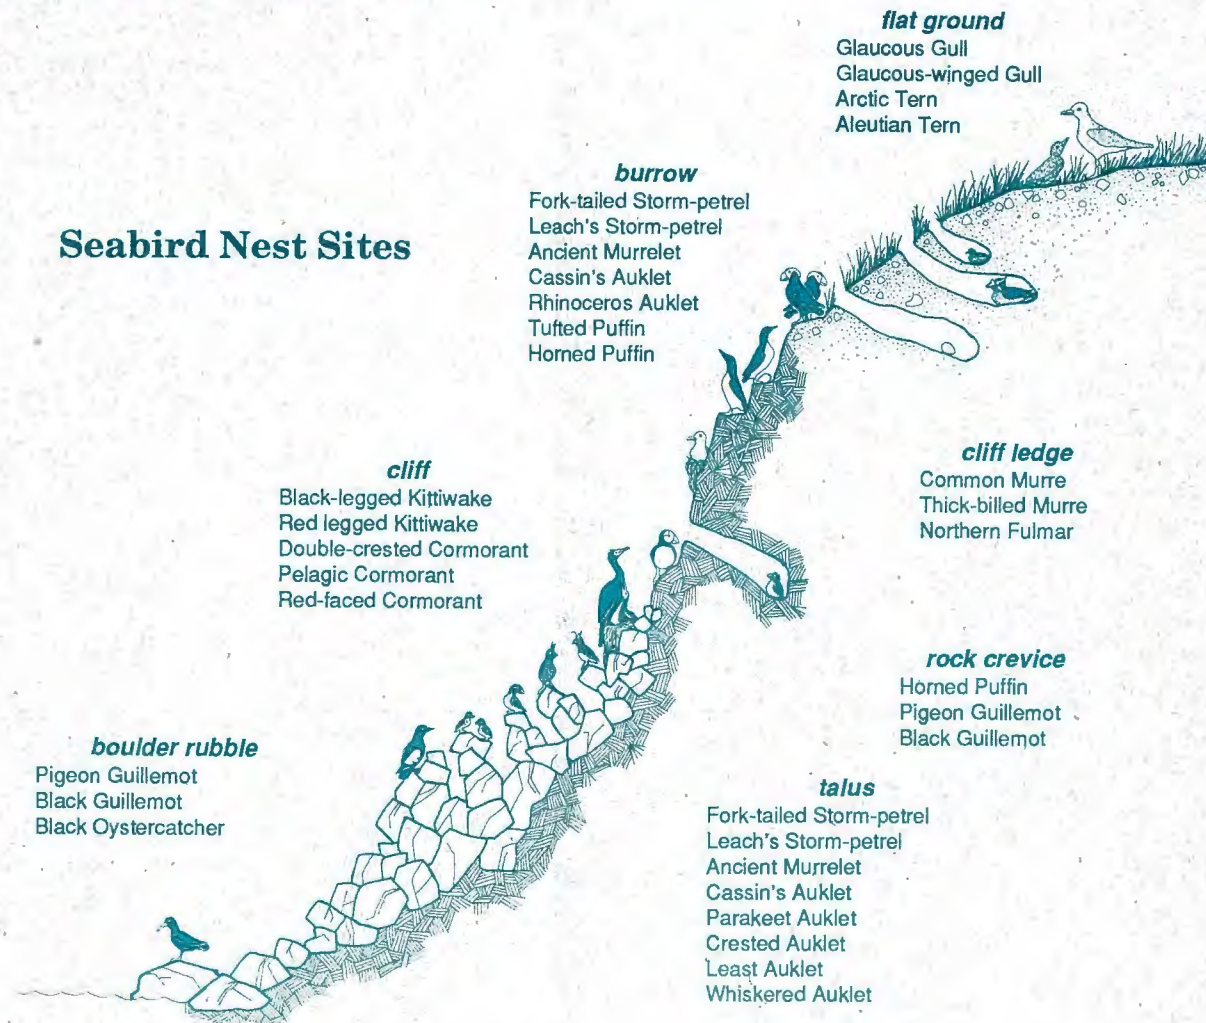 flat ground
Glaucous Gull
Glaucous-winged Gull
Arctic Tern
Aleutian Tern
burrow
Fork-tailed Storm-petrel
Leach's Storm-petrel
Ancient Murrelet
Cassin's Auklet
Rhinoceros Auklet
Tufted Puffin
Horned Puffin
Seabird Nest Sites
cliff ledge
Common Murre
Thick-billed Murre
Northern Fulmar
cliff
Black-legged Kittiwake
Red legged Kittiwake
Double-crested Cormorant
Pelagic Cormorant
Red-faced Cormorant
rock crevice
Horned Puffin
Pigeon Guillemot
Black Guillemot
boulder rubble
Pigeon Guillemot
Black Guillemot
Black Oystercatcher
talus
Fork-tailed Storm-petrel
Leach's Storm-petrel
Ancient Murrelet
Cassin's Auklet
Parakeet Auklet
Crested Auklet
Least Auklet
Whiskered Auklet